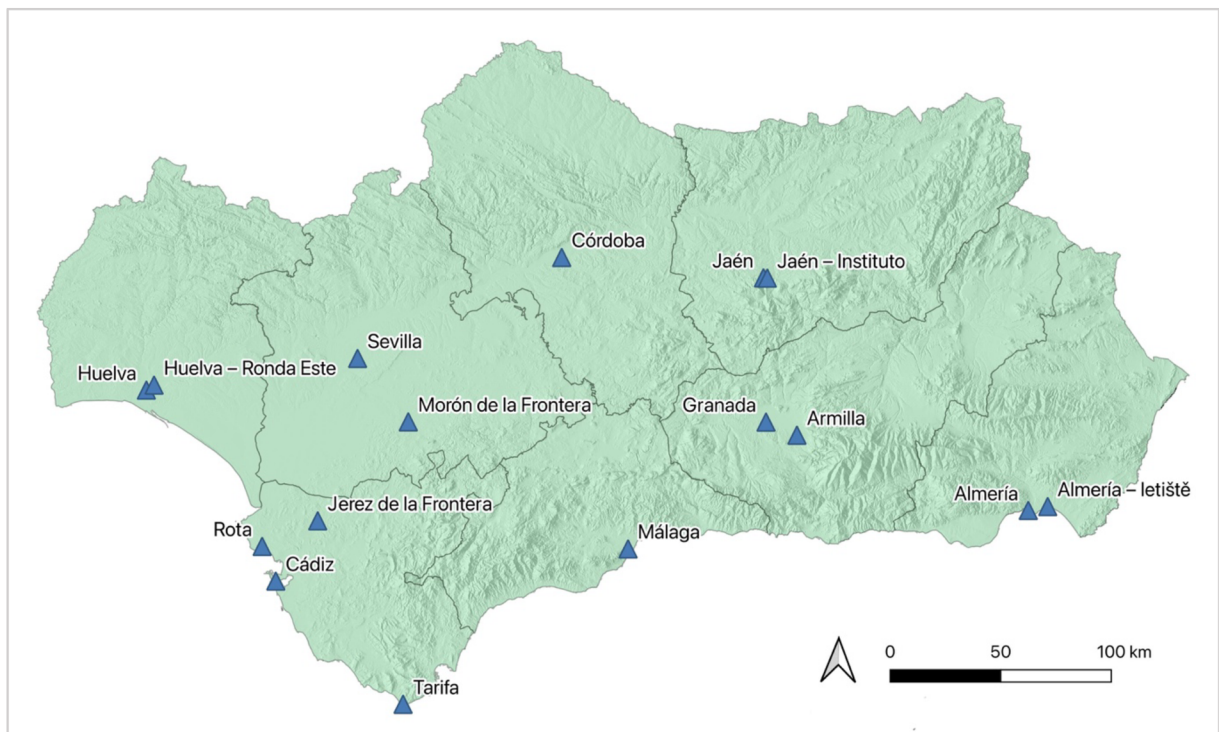 Córdoba
Jaén
Jaén – Instituto
Sevilla
Huelva
Huelva – Ronda Este
Morón de la Frontera
Granada
Armilla
Jerez de la Frontera
Almería
Almería – letiště
Rota
Málaga
Cádiz
0 50 100 km
Tarifa